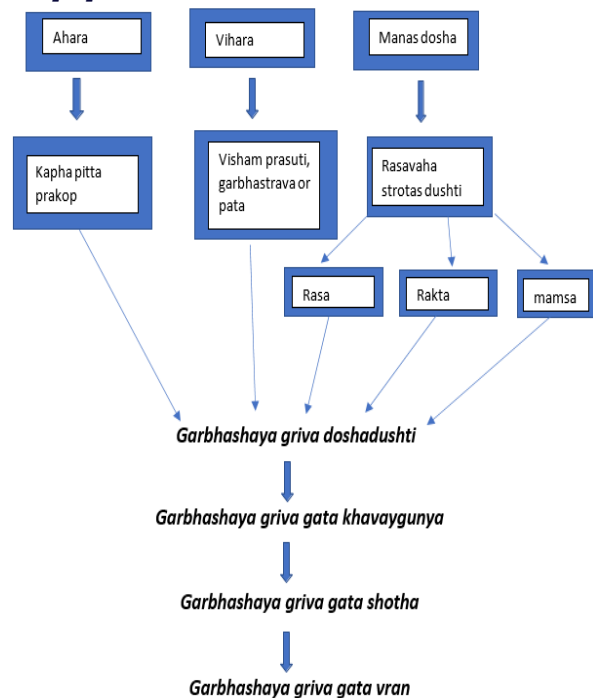 Ahara
Vihara
Manas dosha
Kapha pitta
prakop
Visham prasuti,
garbhastrava or
pata
Rasavaha
strotas dushti
Rasa
Rakta
mamsa
Garbhashaya griva doshadushti
Garbhashaya griva gata khavaygunya
Garbhashaya griva gata shotha
Garbhashaya griva gata vran